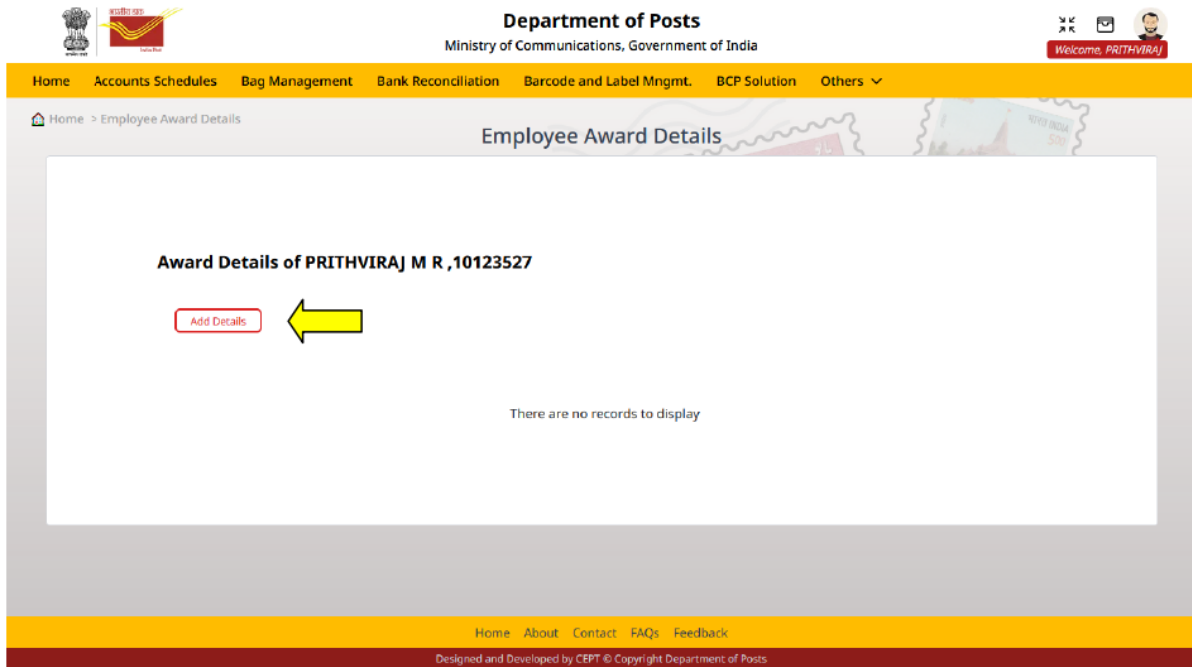 भारतीय डाक
India Post
Department of Posts
Ministry of Communications, Government of India
Welcome, PRITHVIRAJ
Home Accounts Schedules Bag Management Bank Reconciliation Barcode and Label Mngmt. BCP Solution Others
Home > Employee Award Details
Employee Award Details
Award Details of PRITHVIRAJ M R ,10123527
Add Details
There are no records to display
Home About Contact FAQs Feedback
Designed and Developed by CEPT © Copyright Department of Posts